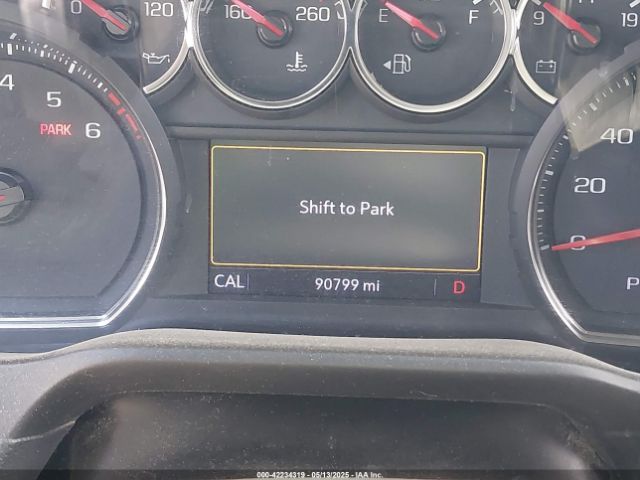 0 120
160 260
E F
9 19
4
5
PARK 6
40
20
0
P
Shift to Park
CAL 90799 mi D
000-42234319 - 05/13/2025 - IAA Inc.